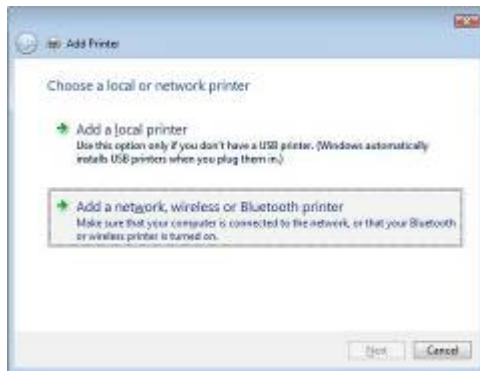 Add Printer
Choose a local or network printer
Add a local printer
Use this option only if you don't have a USB printer. (Windows automatically
installs USB printers when you plug them in.)
Add a network, wireless or Bluetooth printer
Make sure that your computer is connected to the network, or that your Bluetooth
or wireless printer is turned on.
Next Cancel